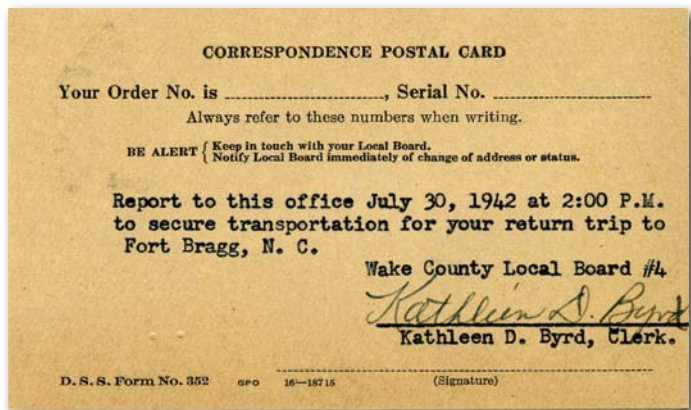 CORRESPONDENCE POSTAL CARD
Your Order No. is ........................................, Serial No. ........................................
Always refer to these numbers when writing.
BE ALERT { Keep in touch with your Local Board.
Notify Local Board immediately of change of address or status.
Report to this office July 30, 1942 at 2:00 P.M.
to secure transportation for your return trip to
Fort Bragg, N. C.
Wake County Local Board #4
Kathleen D. Byrd
Kathleen D. Byrd, Clerk.
D. S. S. Form No. 352 GPO 16—18715 (Signature)